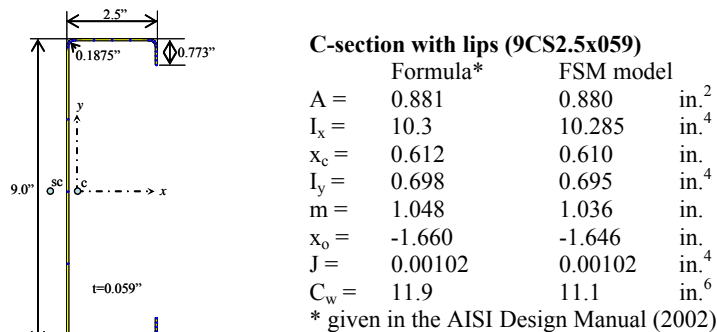 2.5”
0.1875”
0.773”
y
9.0”
sc
c
x
t=0.059”
C-section with lips (9CS2.5x059)
Formula* FSM model
A = 0.881 0.880 in.²
Iₓ = 10.3 10.285 in.⁴
x_c = 0.612 0.610 in.
I_y = 0.698 0.695 in.⁴
m = 1.048 1.036 in.
xₒ = -1.660 -1.646 in.
J = 0.00102 0.00102 in.⁴
C_w = 11.9 11.1 in.⁶
* given in the AISI Design Manual (2002)